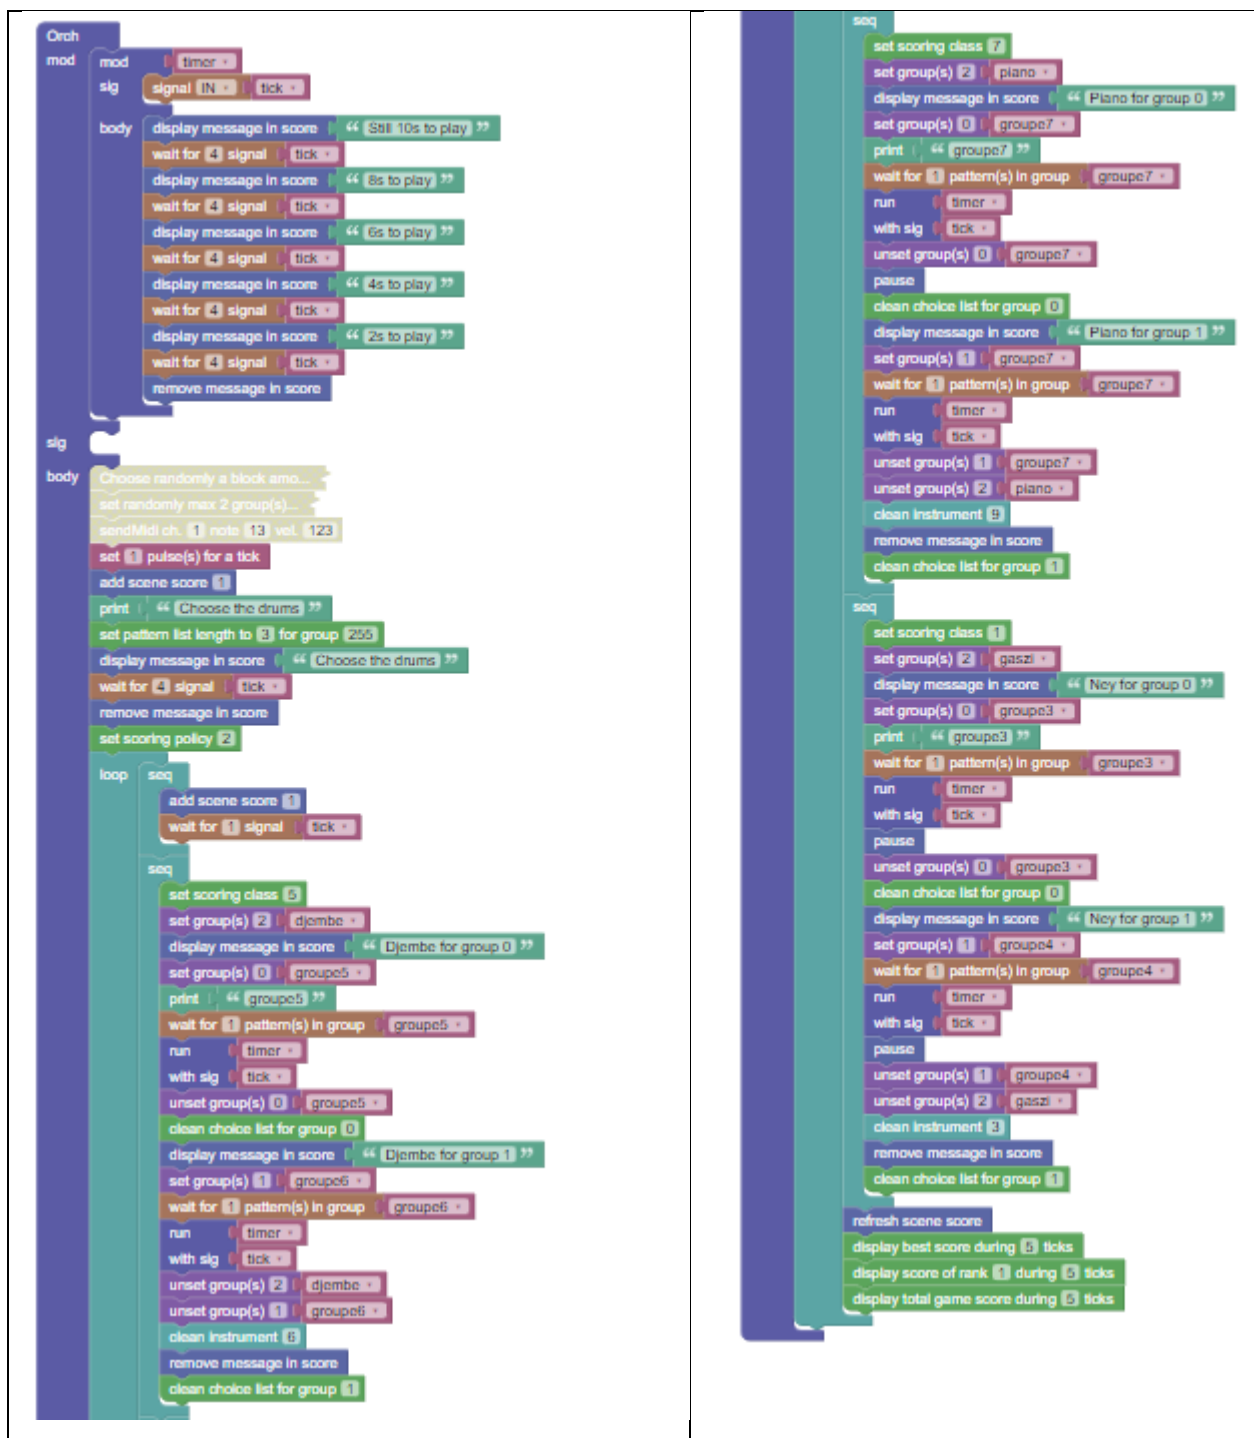 Orch
mod mod timer
sig signal IN tick
body display message in score “ Still 10s to play ”
wait for 4 signal tick
display message in score “ 8s to play ”
wait for 4 signal tick
display message in score “ 6s to play ”
wait for 4 signal tick
display message in score “ 4s to play ”
wait for 4 signal tick
display message in score “ 2s to play ”
wait for 4 signal tick
remove message in score
sig
body Choose randomly a block amo...
set randomly max 2 group(s)...
sendMidi ch. 1 note 13 vel. 123
set 1 pulse(s) for a tick
add scene score 1
print “ Choose the drums ”
set pattern list length to 3 for group 255
display message in score “ Choose the drums ”
wait for 4 signal tick
remove message in score
set scoring policy 2
loop seq
add scene score 1
wait for 1 signal tick
seq
set scoring class 5
set group(s) 2 djembe
display message in score “ Djembe for group 0 ”
set group(s) 0 groupe5
print “ groupe5 ”
wait for 1 pattern(s) in group groupe5
run timer
with sig tick
unset group(s) 0 groupe5
clean choice list for group 0
display message in score “ Djembe for group 1 ”
set group(s) 1 groupe6
wait for 1 pattern(s) in group groupe6
run timer
with sig tick
unset group(s) 2 djembe
unset group(s) 1 groupe6
clean instrument 6
remove message in score
clean choice list for group 1
seq
set scoring class 7
set group(s) 2 piano
display message in score “ Piano for group 0 ”
set group(s) 0 groupe7
print “ groupe7 ”
wait for 1 pattern(s) in group groupe7
run timer
with sig tick
unset group(s) 0 groupe7
pause
clean choice list for group 0
display message in score “ Piano for group 1 ”
set group(s) 1 groupe7
wait for 1 pattern(s) in group groupe7
run timer
with sig tick
unset group(s) 1 groupe7
unset group(s) 2 piano
clean instrument 9
remove message in score
clean choice list for group 1
seq
set scoring class 1
set group(s) 2 gaszi
display message in score “ Ney for group 0 ”
set group(s) 0 groupe3
print “ groupe3 ”
wait for 1 pattern(s) in group groupe3
run timer
with sig tick
pause
unset group(s) 0 groupe3
clean choice list for group 0
display message in score “ Ney for group 1 ”
set group(s) 1 groupe4
wait for 1 pattern(s) in group groupe4
run timer
with sig tick
pause
unset group(s) 1 groupe4
unset group(s) 2 gaszi
clean instrument 3
remove message in score
clean choice list for group 1
refresh scene score
display best score during 5 ticks
display score of rank 1 during 5 ticks
display total game score during 5 ticks